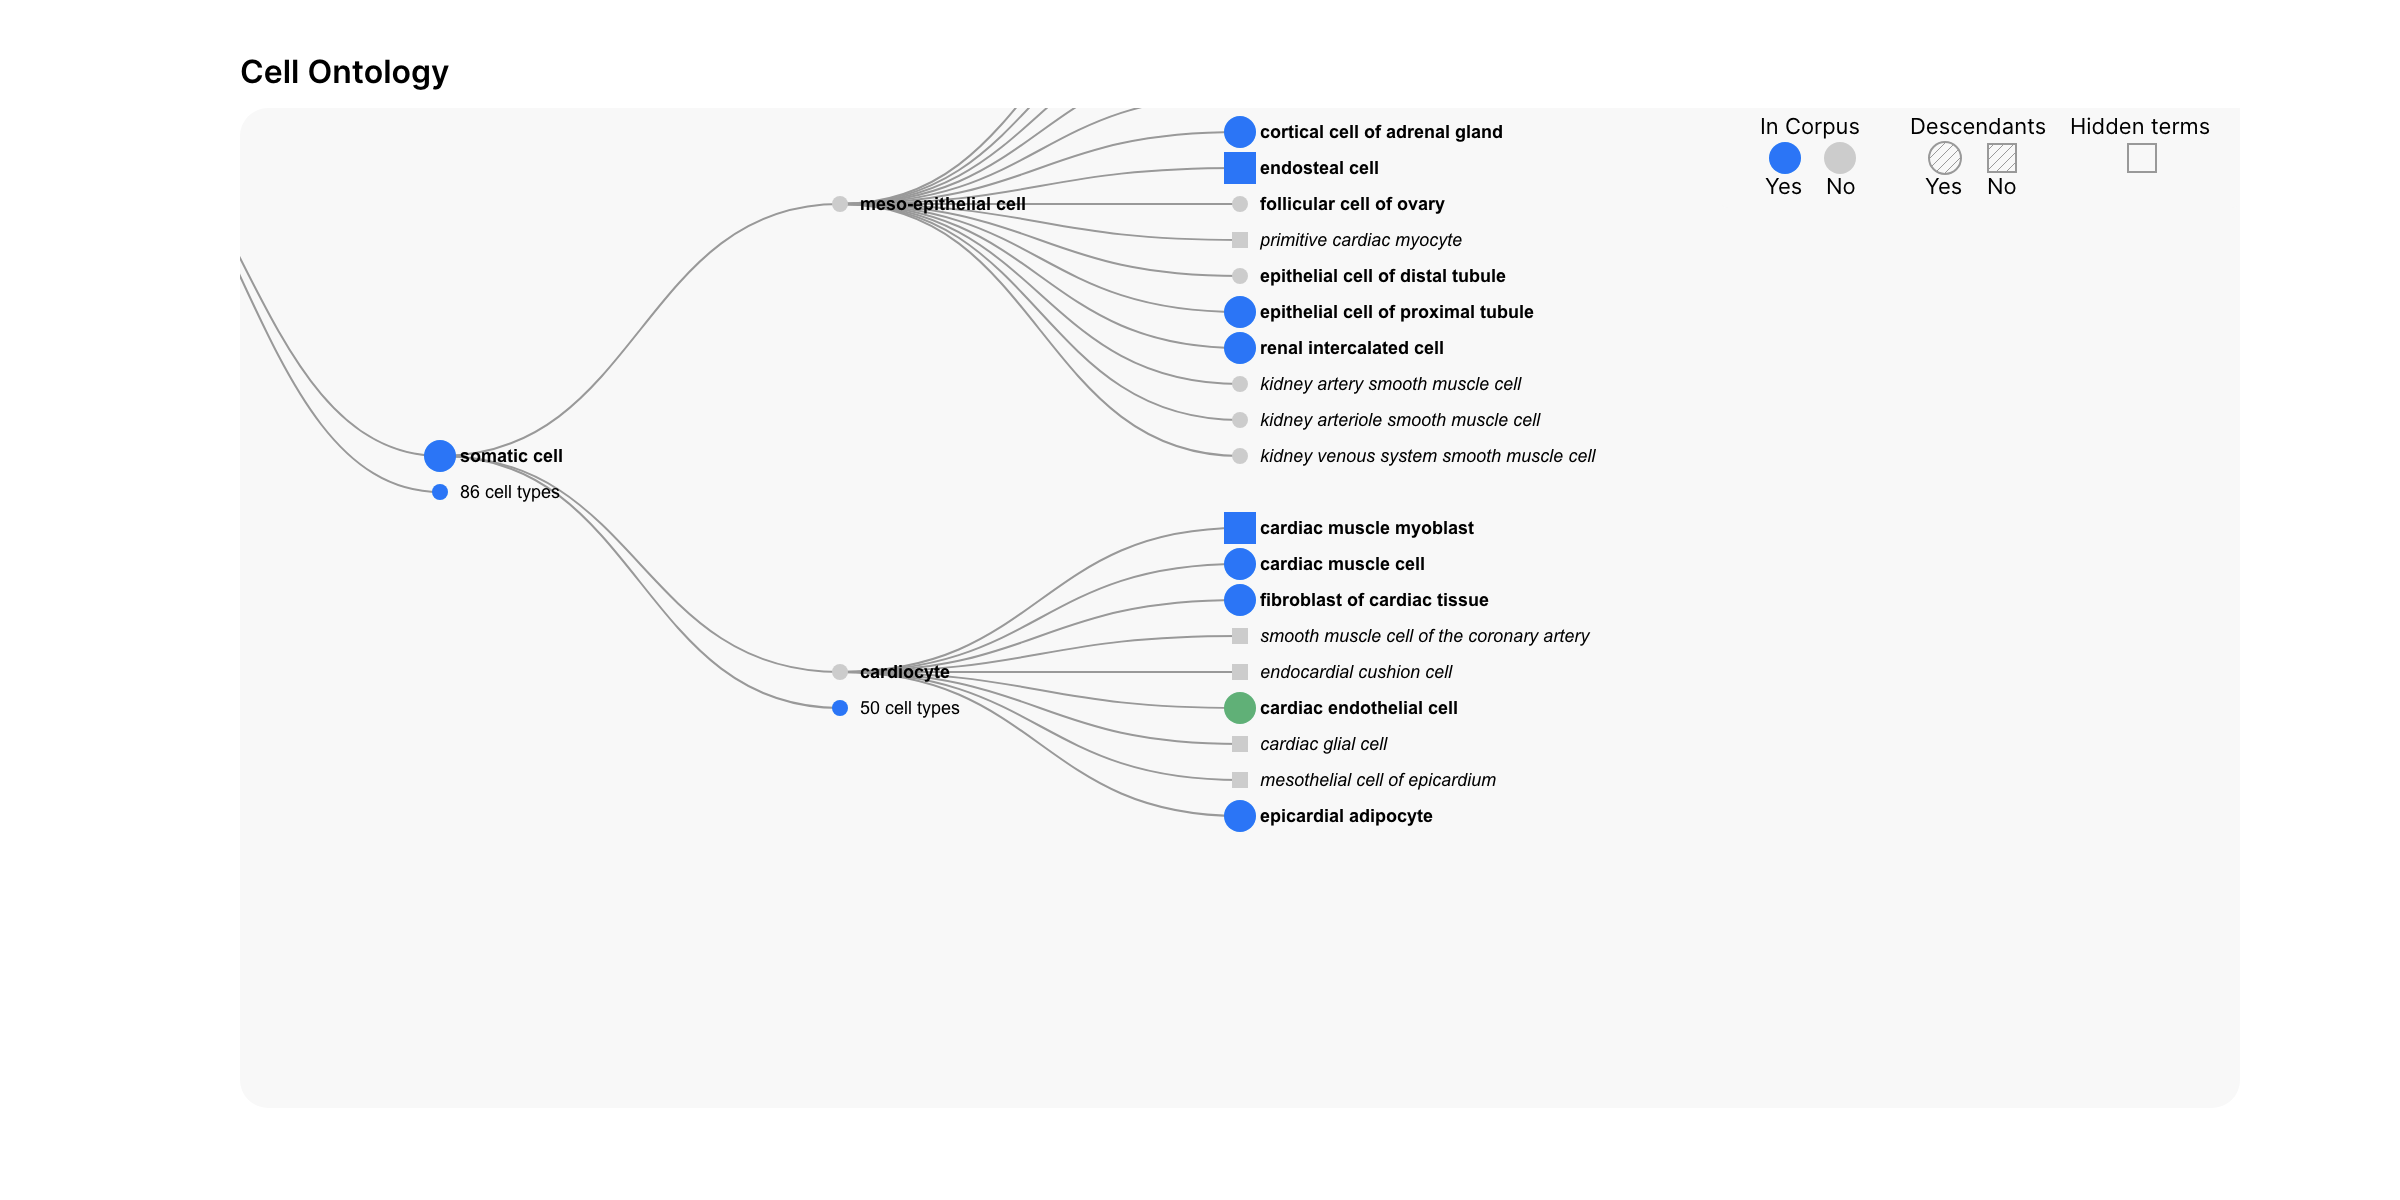 Cell Ontology
In Corpus
Yes No
Descendants
Yes No
Hidden terms
cortical cell of adrenal gland
endosteal cell
meso-epithelial cell
follicular cell of ovary
primitive cardiac myocyte
epithelial cell of distal tubule
epithelial cell of proximal tubule
renal intercalated cell
kidney artery smooth muscle cell
kidney arteriole smooth muscle cell
kidney venous system smooth muscle cell
somatic cell
86 cell types
cardiac muscle myoblast
cardiac muscle cell
fibroblast of cardiac tissue
smooth muscle cell of the coronary artery
cardiocyte
endocardial cushion cell
50 cell types
cardiac endothelial cell
cardiac glial cell
mesothelial cell of epicardium
epicardial adipocyte